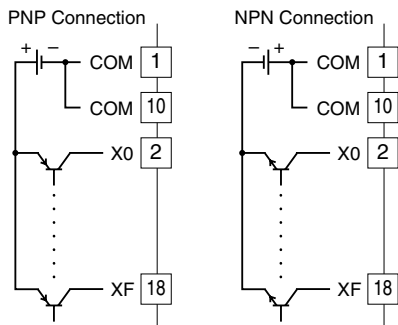 PNP Connection
+ − COM 1
COM 10
X0 2
XF 18
NPN Connection
− + COM 1
COM 10
X0 2
XF 18